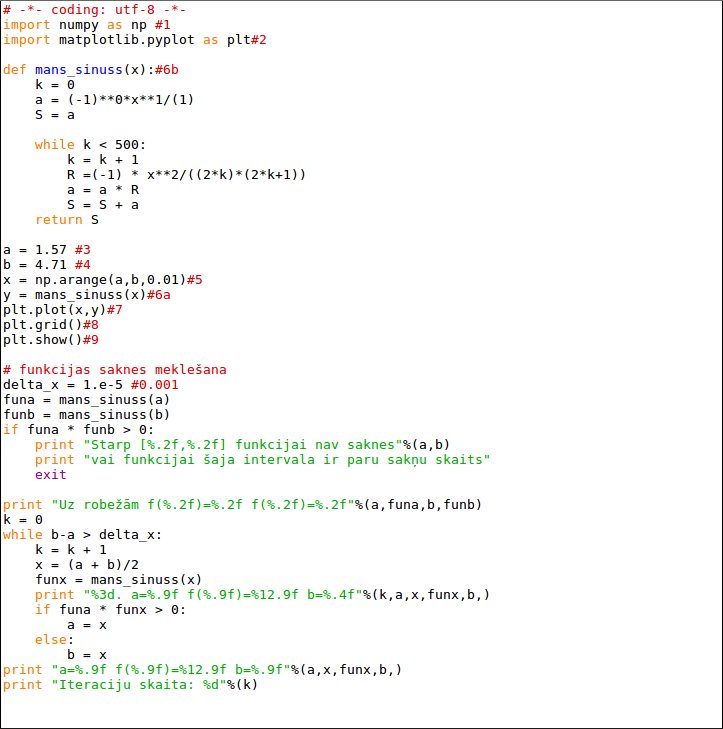 # -*- coding: utf-8 -*-
import numpy as np #1
import matplotlib.pyplot as plt#2

def mans_sinuss(x):#6b
    k = 0
    a = (-1)**0*x**1/(1)
    S = a

    while k < 500:
        k = k + 1
        R =(-1) * x**2/((2*k)*(2*k+1))
        a = a * R
        S = S + a
    return S

a = 1.57 #3
b = 4.71 #4
x = np.arange(a,b,0.01)#5
y = mans_sinuss(x)#6a
plt.plot(x,y)#7
plt.grid()#8
plt.show()#9

# funkcijas saknes meklešana
delta_x = 1.e-5 #0.001
funa = mans_sinuss(a)
funb = mans_sinuss(b)
if funa * funb > 0:
    print "Starp [%.2f,%.2f] funkcijai nav saknes"%(a,b)
    print "vai funkcijai šaja intervala ir paru sakņu skaits"
    exit

print "Uz robežām f(%.2f)=%.2f f(%.2f)=%.2f"%(a,funa,b,funb)
k = 0
while b-a > delta_x:
    k = k + 1
    x = (a + b)/2
    funx = mans_sinuss(x)
    print "%3d. a=%.9f f(%.9f)=%12.9f b=%.4f"%(k,a,x,funx,b,)
    if funa * funx > 0:
        a = x
    else:
        b = x
print "a=%.9f f(%.9f)=%12.9f b=%.9f"%(a,x,funx,b,)
print "Iteraciju skaita: %d"%(k)